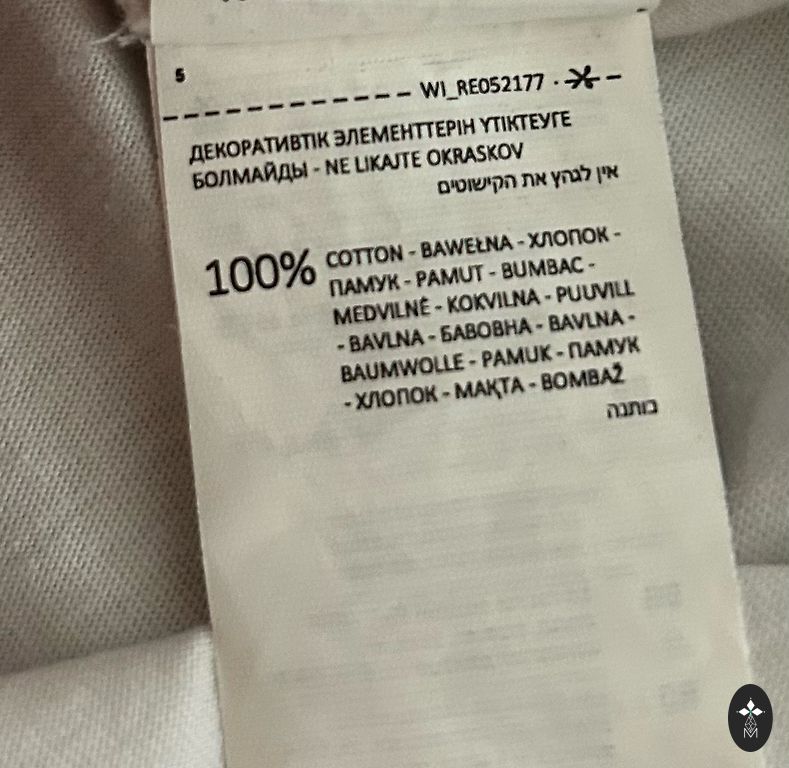 5
WI_RE052177
ДЕКОРАТИВТІК ЭЛЕМЕНТТЕРІН ҮТІКТЕУГЕ
БОЛМАЙДЫ - NE LIKAJTE OKRASKOV
אין לגהץ את הקישוטים
100% COTTON - BAWEŁNA - ХЛОПОК -
ПАМУК - PAMUT - BUMBAC -
MEDVILNĖ - KOKVILNA - PUUVILL
- BAVLNA - БАВОВНА - BAVLNA -
BAUMWOLLE - PAMUK - ПАМУК
- ХЛОПОК - МАҚТА - BOMBAŽ
כותנה
M